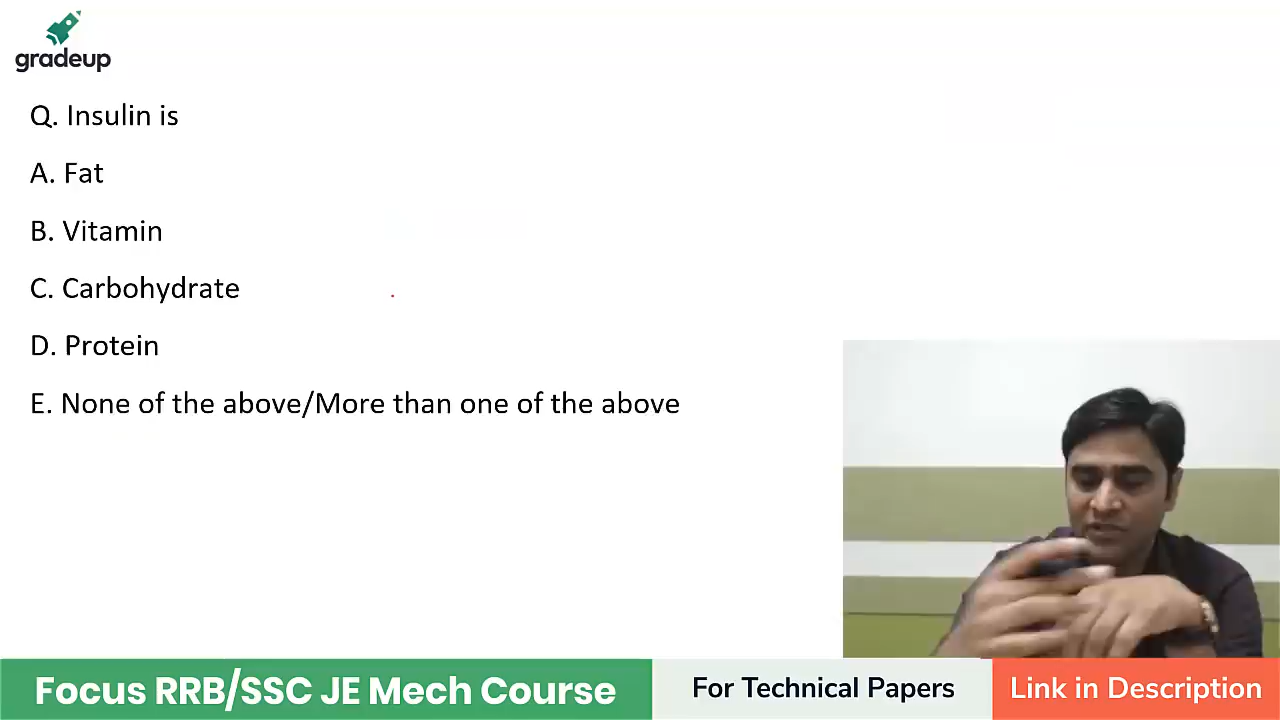 gradeup
Q. Insulin is
A. Fat
B. Vitamin
C. Carbohydrate
D. Protein
E. None of the above/More than one of the above
Focus RRB/SSC JE Mech Course
For Technical Papers
Link in Description